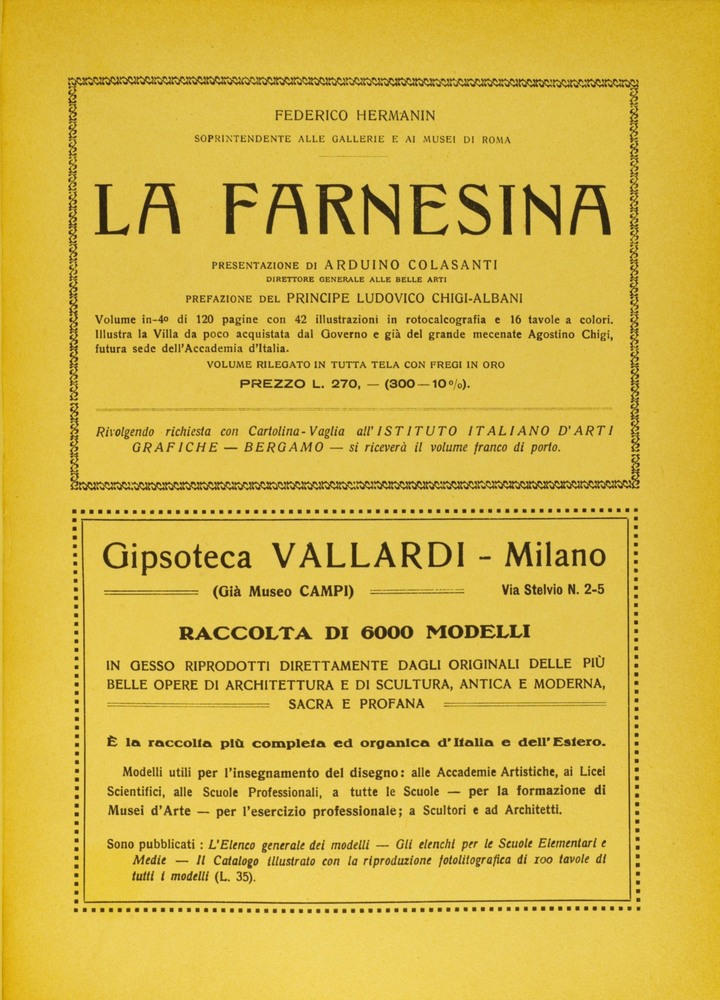 FEDERICO HERMANIN
SOPRINTENDENTE ALLE GALLERIE E AI MUSEI DI ROMA
LA FARNESINA
PRESENTAZIONE DI ARDUINO COLASANTI
DIRETTORE GENERALE ALLE BELLE ARTI
PREFAZIONE DEL PRINCIPE LUDOVICO CHIGI-ALBANI
Volume in-4º di 120 pagine con 42 illustrazioni in rotocalcografia e 16 tavole a colori.
Illustra la Villa da poco acquistata dal Governo e già del grande mecenate Agostino Chigi,
futura sede dell'Accademia d'Italia.
VOLUME RILEGATO IN TUTTA TELA CON FREGI IN ORO
PREZZO L. 270, — (300—10%).
Rivolgendo richiesta con Cartolina-Vaglia all'ISTITUTO ITALIANO D'ARTI
GRAFICHE — BERGAMO — si riceverà il volume franco di porto.
Gipsoteca VALLARDI - Milano
(Già Museo CAMPI) Via Stelvio N. 2-5
RACCOLTA DI 6000 MODELLI
IN GESSO RIPRODOTTI DIRETTAMENTE DAGLI ORIGINALI DELLE PIÙ
BELLE OPERE DI ARCHITETTURA E DI SCULTURA, ANTICA E MODERNA,
SACRA E PROFANA
È la raccolta più completa ed organica d'Italia e dell'Estero.
Modelli utili per l'insegnamento del disegno: alle Accademie Artistiche, ai Licei
Scientifici, alle Scuole Professionali, a tutte le Scuole — per la formazione di
Musei d'Arte — per l'esercizio professionale; a Scultori e ad Architetti.
Sono pubblicati : L'Elenco generale dei modelli — Gli elenchi per le Scuole Elementari e
Medie — Il Catalogo illustrato con la riproduzione fotolitografica di 100 tavole di
tutti i modelli (L. 35).